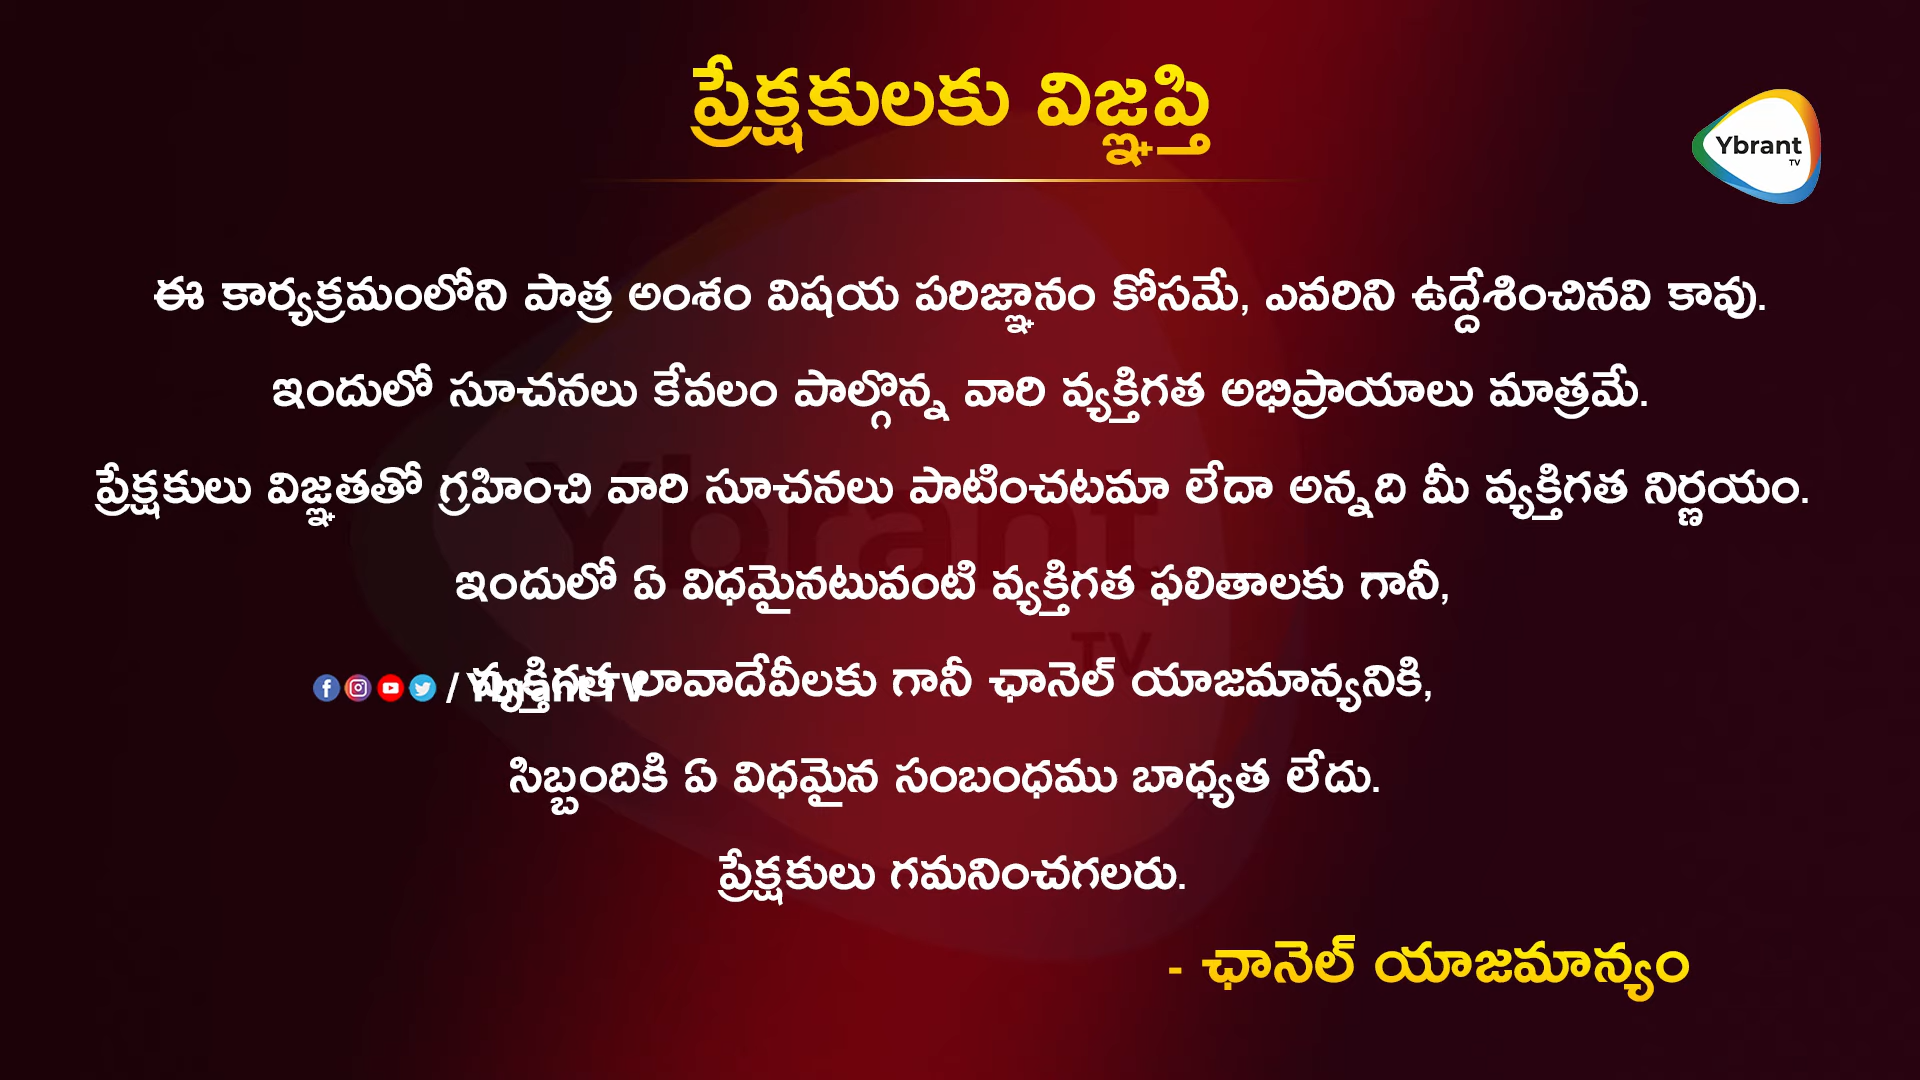 ప్రేక్షకులకు విజ్ఞప్తి
Ybrant
TV
ఈ కార్యక్రమంలోని పాత్ర అంశం విషయ పరిజ్ఞానం కోసమే, ఎవరిని ఉద్దేశించినవి కావు.
ఇందులో సూచనలు కేవలం పాల్గొన్న వారి వ్యక్తిగత అభిప్రాయాలు మాత్రమే.
ప్రేక్షకులు విజ్ఞతతో గ్రహించి వారి సూచనలు పాటించటమా లేదా అన్నది మీ వ్యక్తిగత నిర్ణయం.
ఇందులో ఏ విధమైనటువంటి వ్యక్తిగత ఫలితాలకు గానీ,
వ్యక్తిగత లావాదేవీలకు గానీ ఛానెల్ యాజమాన్యనికి,
/ Ybrant TV
సిబ్బందికి ఏ విధమైన సంబంధము బాధ్యత లేదు.
ప్రేక్షకులు గమనించగలరు.
- ఛానెల్ యాజమాన్యం